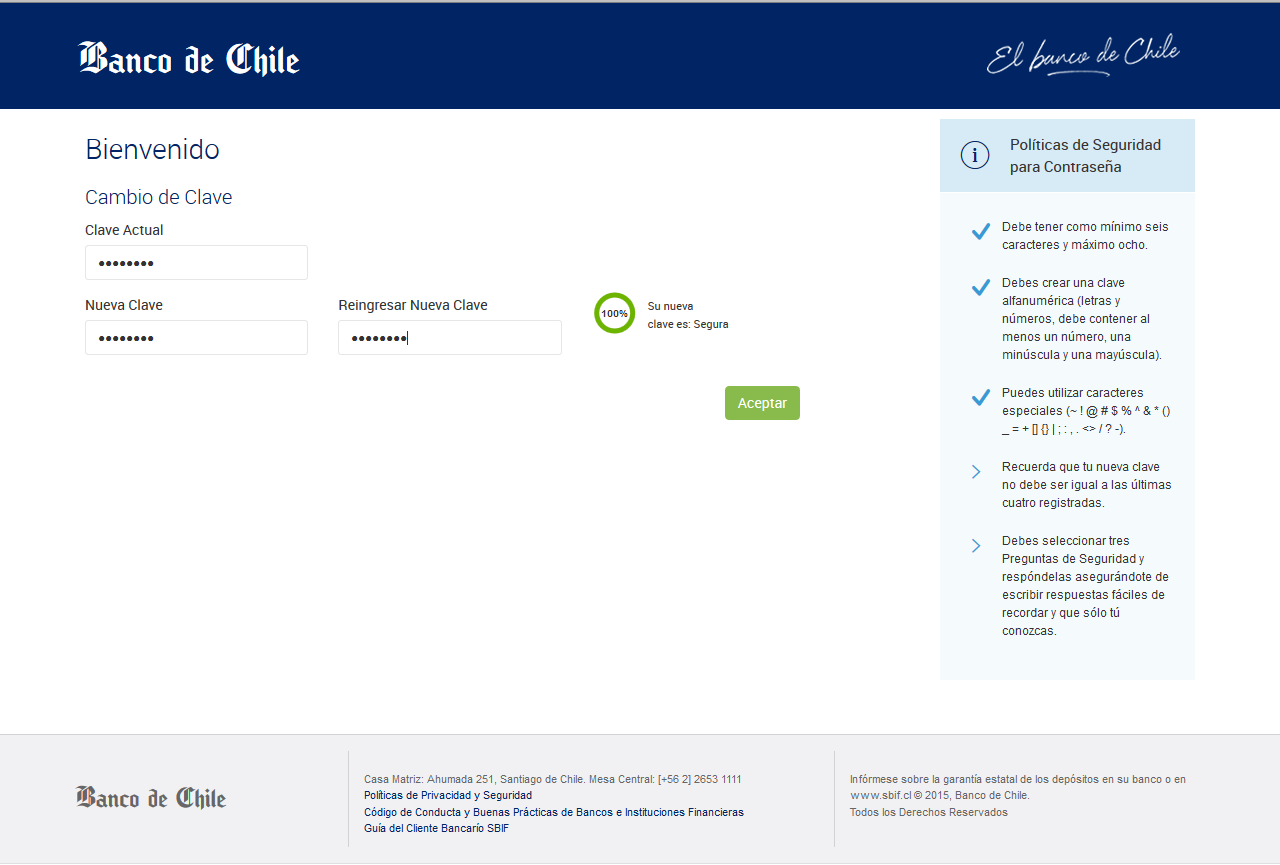 Banco de Chile
El banco de Chile
Bienvenido
Cambio de Clave
Clave Actual
••••••••
Nueva Clave
••••••••
Reingresar Nueva Clave
••••••••
100%
Su nueva
clave es: Segura
Aceptar
i
Políticas de Seguridad
para Contraseña
Debe tener como mínimo seis
caracteres y máximo ocho.
Debes crear una clave
alfanumérica (letras y
números, debe contener al
menos un número, una
minúscula y una mayúscula).
Puedes utilizar caracteres
especiales (~ ! @ # $ % ^ & * ()
_ = + [] {} | ; : , . <> / ? -).
Recuerda que tu nueva clave
no debe ser igual a las últimas
cuatro registradas.
Debes seleccionar tres
Preguntas de Seguridad y
respóndelas asegurándote de
escribir respuestas fáciles de
recordar y que sólo tú
conozcas.
Banco de Chile
Casa Matriz: Ahumada 251, Santiago de Chile. Mesa Central: [+56 2] 2653 1111
Políticas de Privacidad y Seguridad
Código de Conducta y Buenas Prácticas de Bancos e Instituciones Financieras
Guía del Cliente Bancarío SBIF
Infórmese sobre la garantía estatal de los depósitos en su banco o en
www.sbif.cl © 2015, Banco de Chile.
Todos los Derechos Reservados